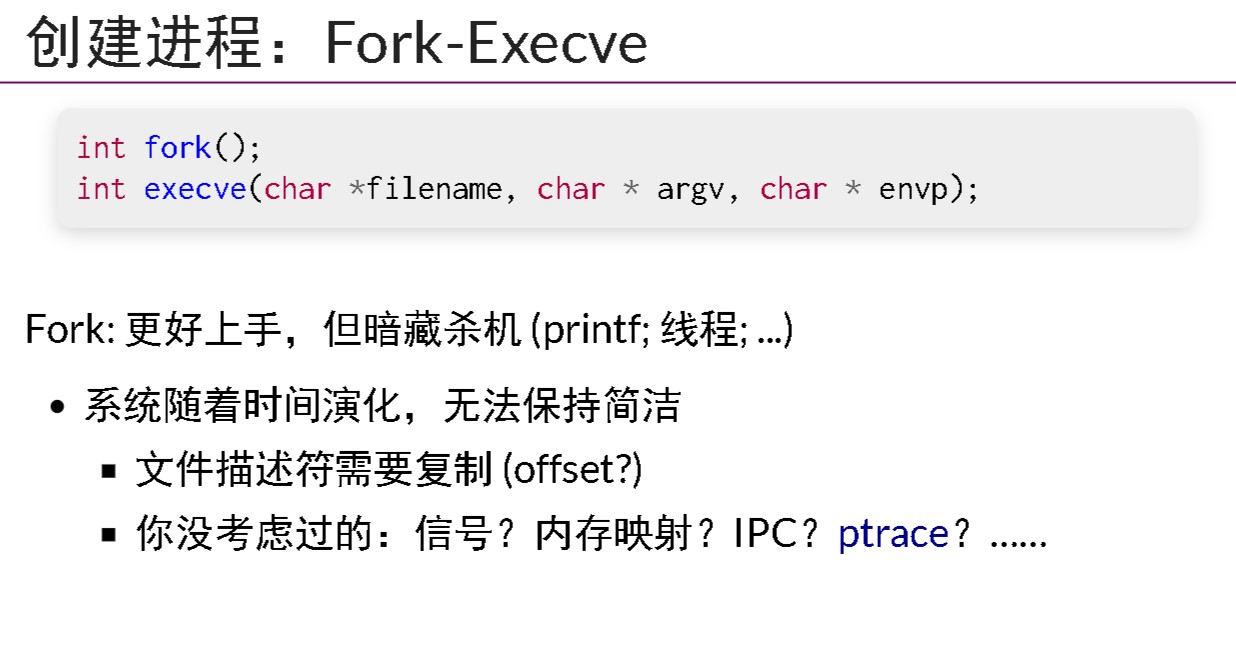 创建进程：Fork-Execve
int fork();
int execve(char *filename, char * argv, char * envp);
Fork: 更好上手，但暗藏杀机 (printf; 线程; ...)
• 系统随着时间演化，无法保持简洁
▪ 文件描述符需要复制 (offset?)
▪ 你没考虑过的：信号？内存映射？IPC？ptrace？……